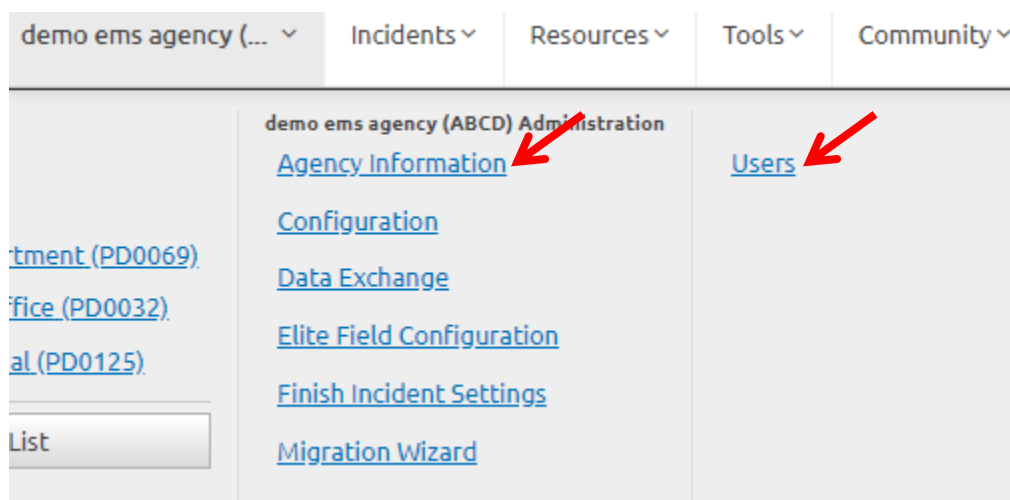 demo ems agency (...
Incidents
Resources
Tools
Community
demo ems agency (ABCD) Administration
Agency Information
Users
Configuration
rtment (PD0069)
Data Exchange
ffice (PD0032)
Elite Field Configuration
al (PD0125)
Finish Incident Settings
List
Migration Wizard